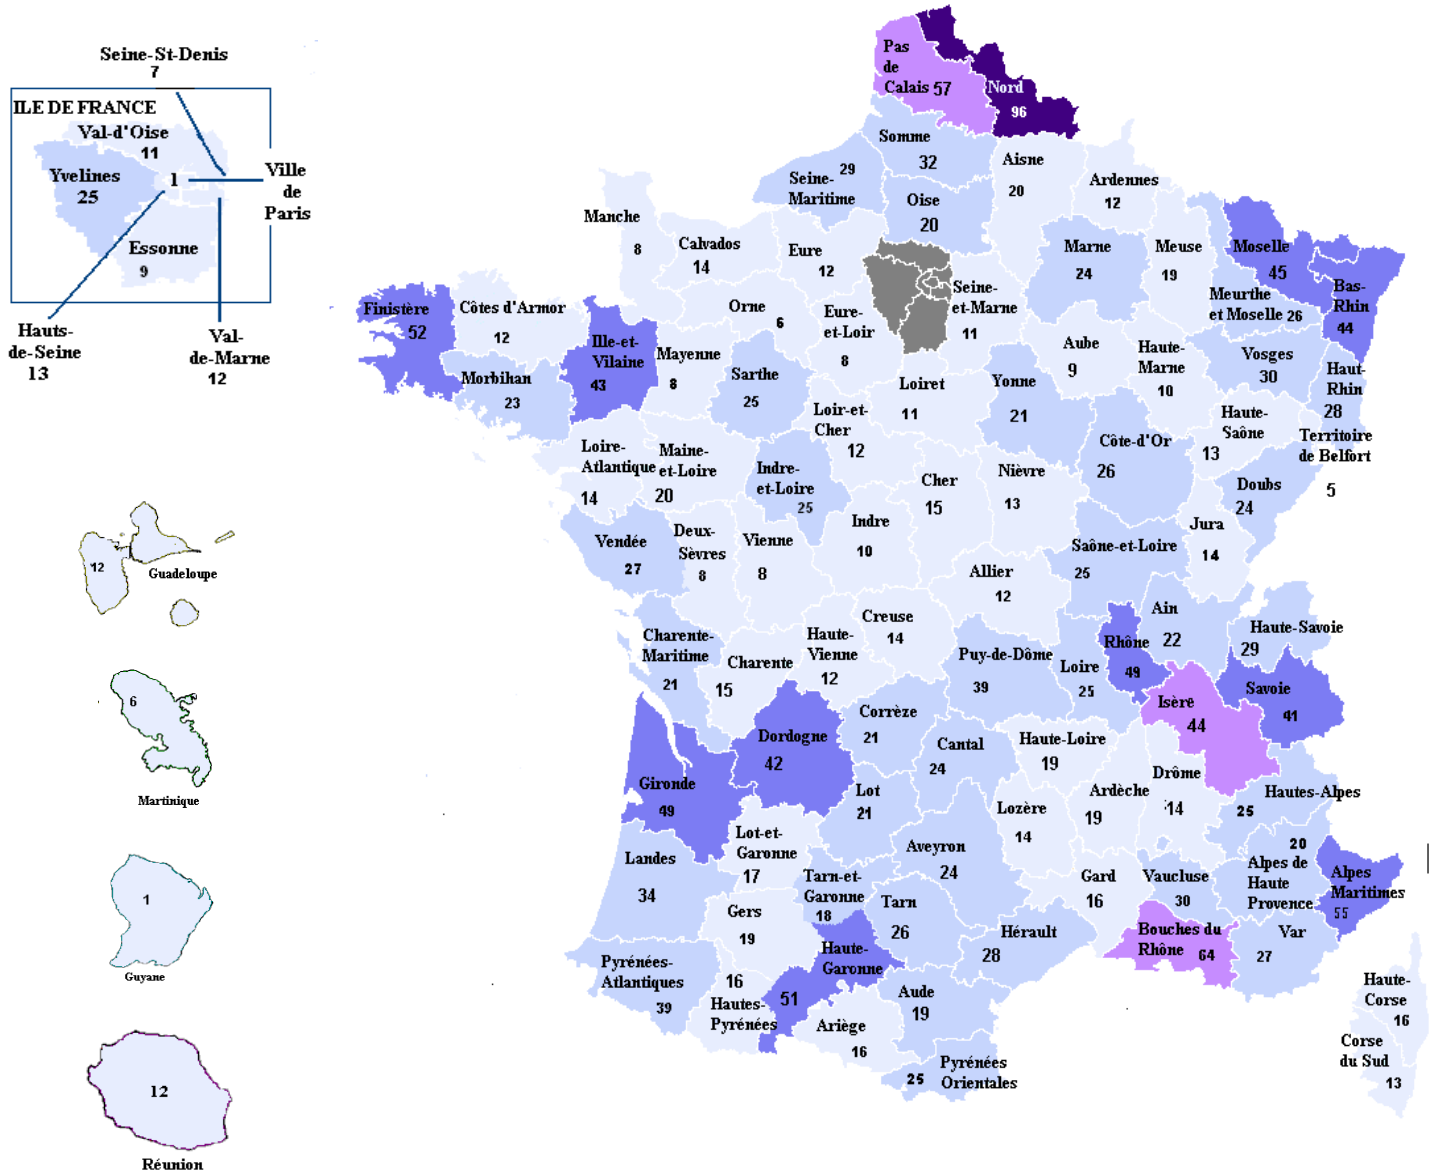 Seine-St-Denis
7
ILE DE FRANCE
Val-d'Oise
11
Yvelines
25
1
Ville
de
Paris
Essonne
9
Hauts-
de-Seine
13
Val-
de-Marne
12
12
Guadeloupe
6
Martinique
1
Guyane
12
Réunion
Pas
de
Calais 57
Nord
96
Somme
32
Seine-
Maritime
29
Oise
20
Aisne
20
Ardennes
12
Manche
8
Calvados
14
Eure
12
Orne
6
Eure-
et-Loir
8
Seine-
et-Marne
11
Marne
24
Meuse
19
Moselle
45
Meurthe
et Moselle 26
Bas-
Rhin
44
Finistère
52
Côtes d'Armor
12
Ille-et-
Vilaine
43
Morbihan
23
Mayenne
8
Sarthe
25
Loiret
11
Loir-et-
Cher
12
Yonne
21
Aube
9
Haute-
Marne
10
Vosges
30
Haut-
Rhin
28
Haute-
Saône
13
Territoire
de Belfort
5
Loire-
Atlantique
14
Maine-
et-Loire
20
Indre-
et-Loire
25
Cher
15
Nièvre
13
Côte-d'Or
26
Doubs
24
Jura
14
Vendée
27
Deux-
Sèvres
8
Vienne
8
Indre
10
Allier
12
Saône-et-Loire
25
Ain
22
Haute-Savoie
29
Charente-
Maritime
21
Charente
15
Haute-
Vienne
12
Creuse
14
Puy-de-Dôme
39
Loire
25
Rhône
49
Isère
44
Savoie
41
Gironde
49
Dordogne
42
Corrèze
21
Cantal
24
Haute-Loire
19
Ardèche
19
Drôme
14
Hautes-Alpes
25
Landes
34
Lot-et-
Garonne
17
Lot
21
Aveyron
24
Lozère
14
Gard
16
Vaucluse
30
20
Alpes de
Haute
Provence
Alpes
Maritimes
55
Tarn-et-
Garonne
18
Tarn
26
Gers
19
Haute-
Garonne
51
Hérault
28
Bouches du
Rhône 64
Var
27
Pyrénées-
Atlantiques
39
16
Hautes-
Pyrénées
Ariège
16
Aude
19
Pyrénées
Orientales
25
Haute-
Corse
16
Corse
du Sud
13